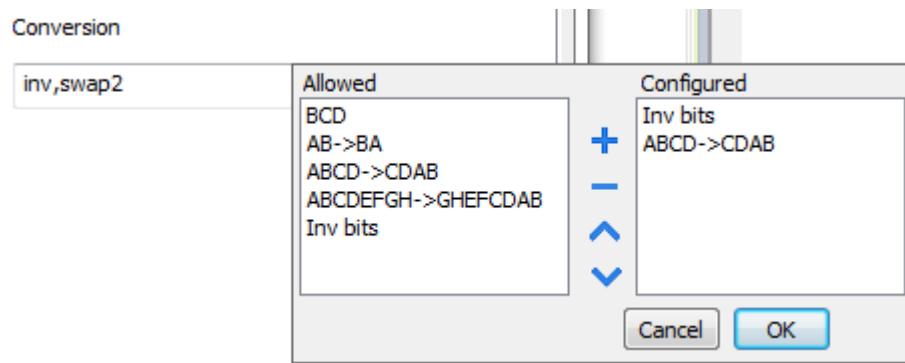 Conversion
inv,swap2
Allowed
BCD
AB->BA
ABCD->CDAB
ABCDEFGH->GHEFCDAB
Inv bits
Configured
Inv bits
ABCD->CDAB
Cancel
OK